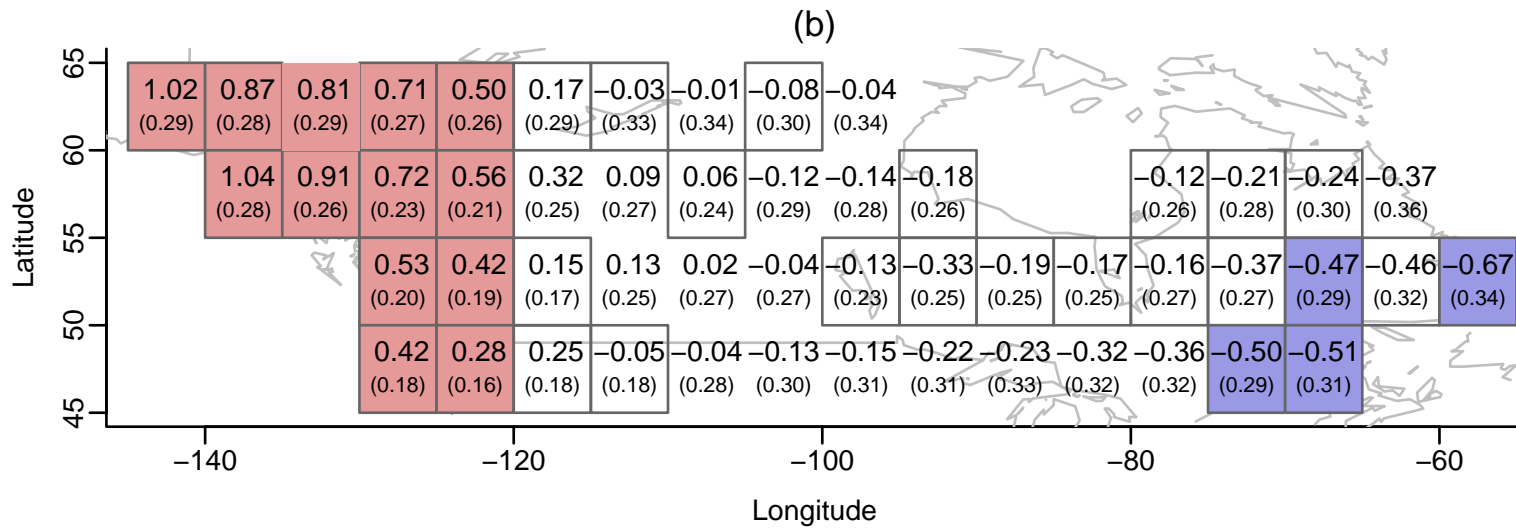 (b)
65
1.02 0.87 0.81 0.71 0.50 0.17 −0.03 −0.01 −0.08 −0.04
(0.29) (0.28) (0.29) (0.27) (0.26) (0.29) (0.33) (0.34) (0.30) (0.34)
60
1.04 0.91 0.72 0.56 0.32 0.09 0.06 −0.12 −0.14 −0.18 −0.12 −0.21 −0.24 −0.37
(0.28) (0.26) (0.23) (0.21) (0.25) (0.27) (0.24) (0.29) (0.28) (0.26) (0.26) (0.28) (0.30) (0.36)
Latitude
55
0.53 0.42 0.15 0.13 0.02 −0.04 −0.13 −0.33 −0.19 −0.17 −0.16 −0.37 −0.47 −0.46 −0.67
(0.20) (0.19) (0.17) (0.25) (0.27) (0.27) (0.23) (0.25) (0.25) (0.25) (0.27) (0.27) (0.29) (0.32) (0.34)
50
0.42 0.28 0.25 −0.05 −0.04 −0.13 −0.15 −0.22 −0.23 −0.32 −0.36 −0.50 −0.51
(0.18) (0.16) (0.18) (0.18) (0.28) (0.30) (0.31) (0.31) (0.33) (0.32) (0.32) (0.29) (0.31)
45
−140 −120 −100 −80 −60
Longitude